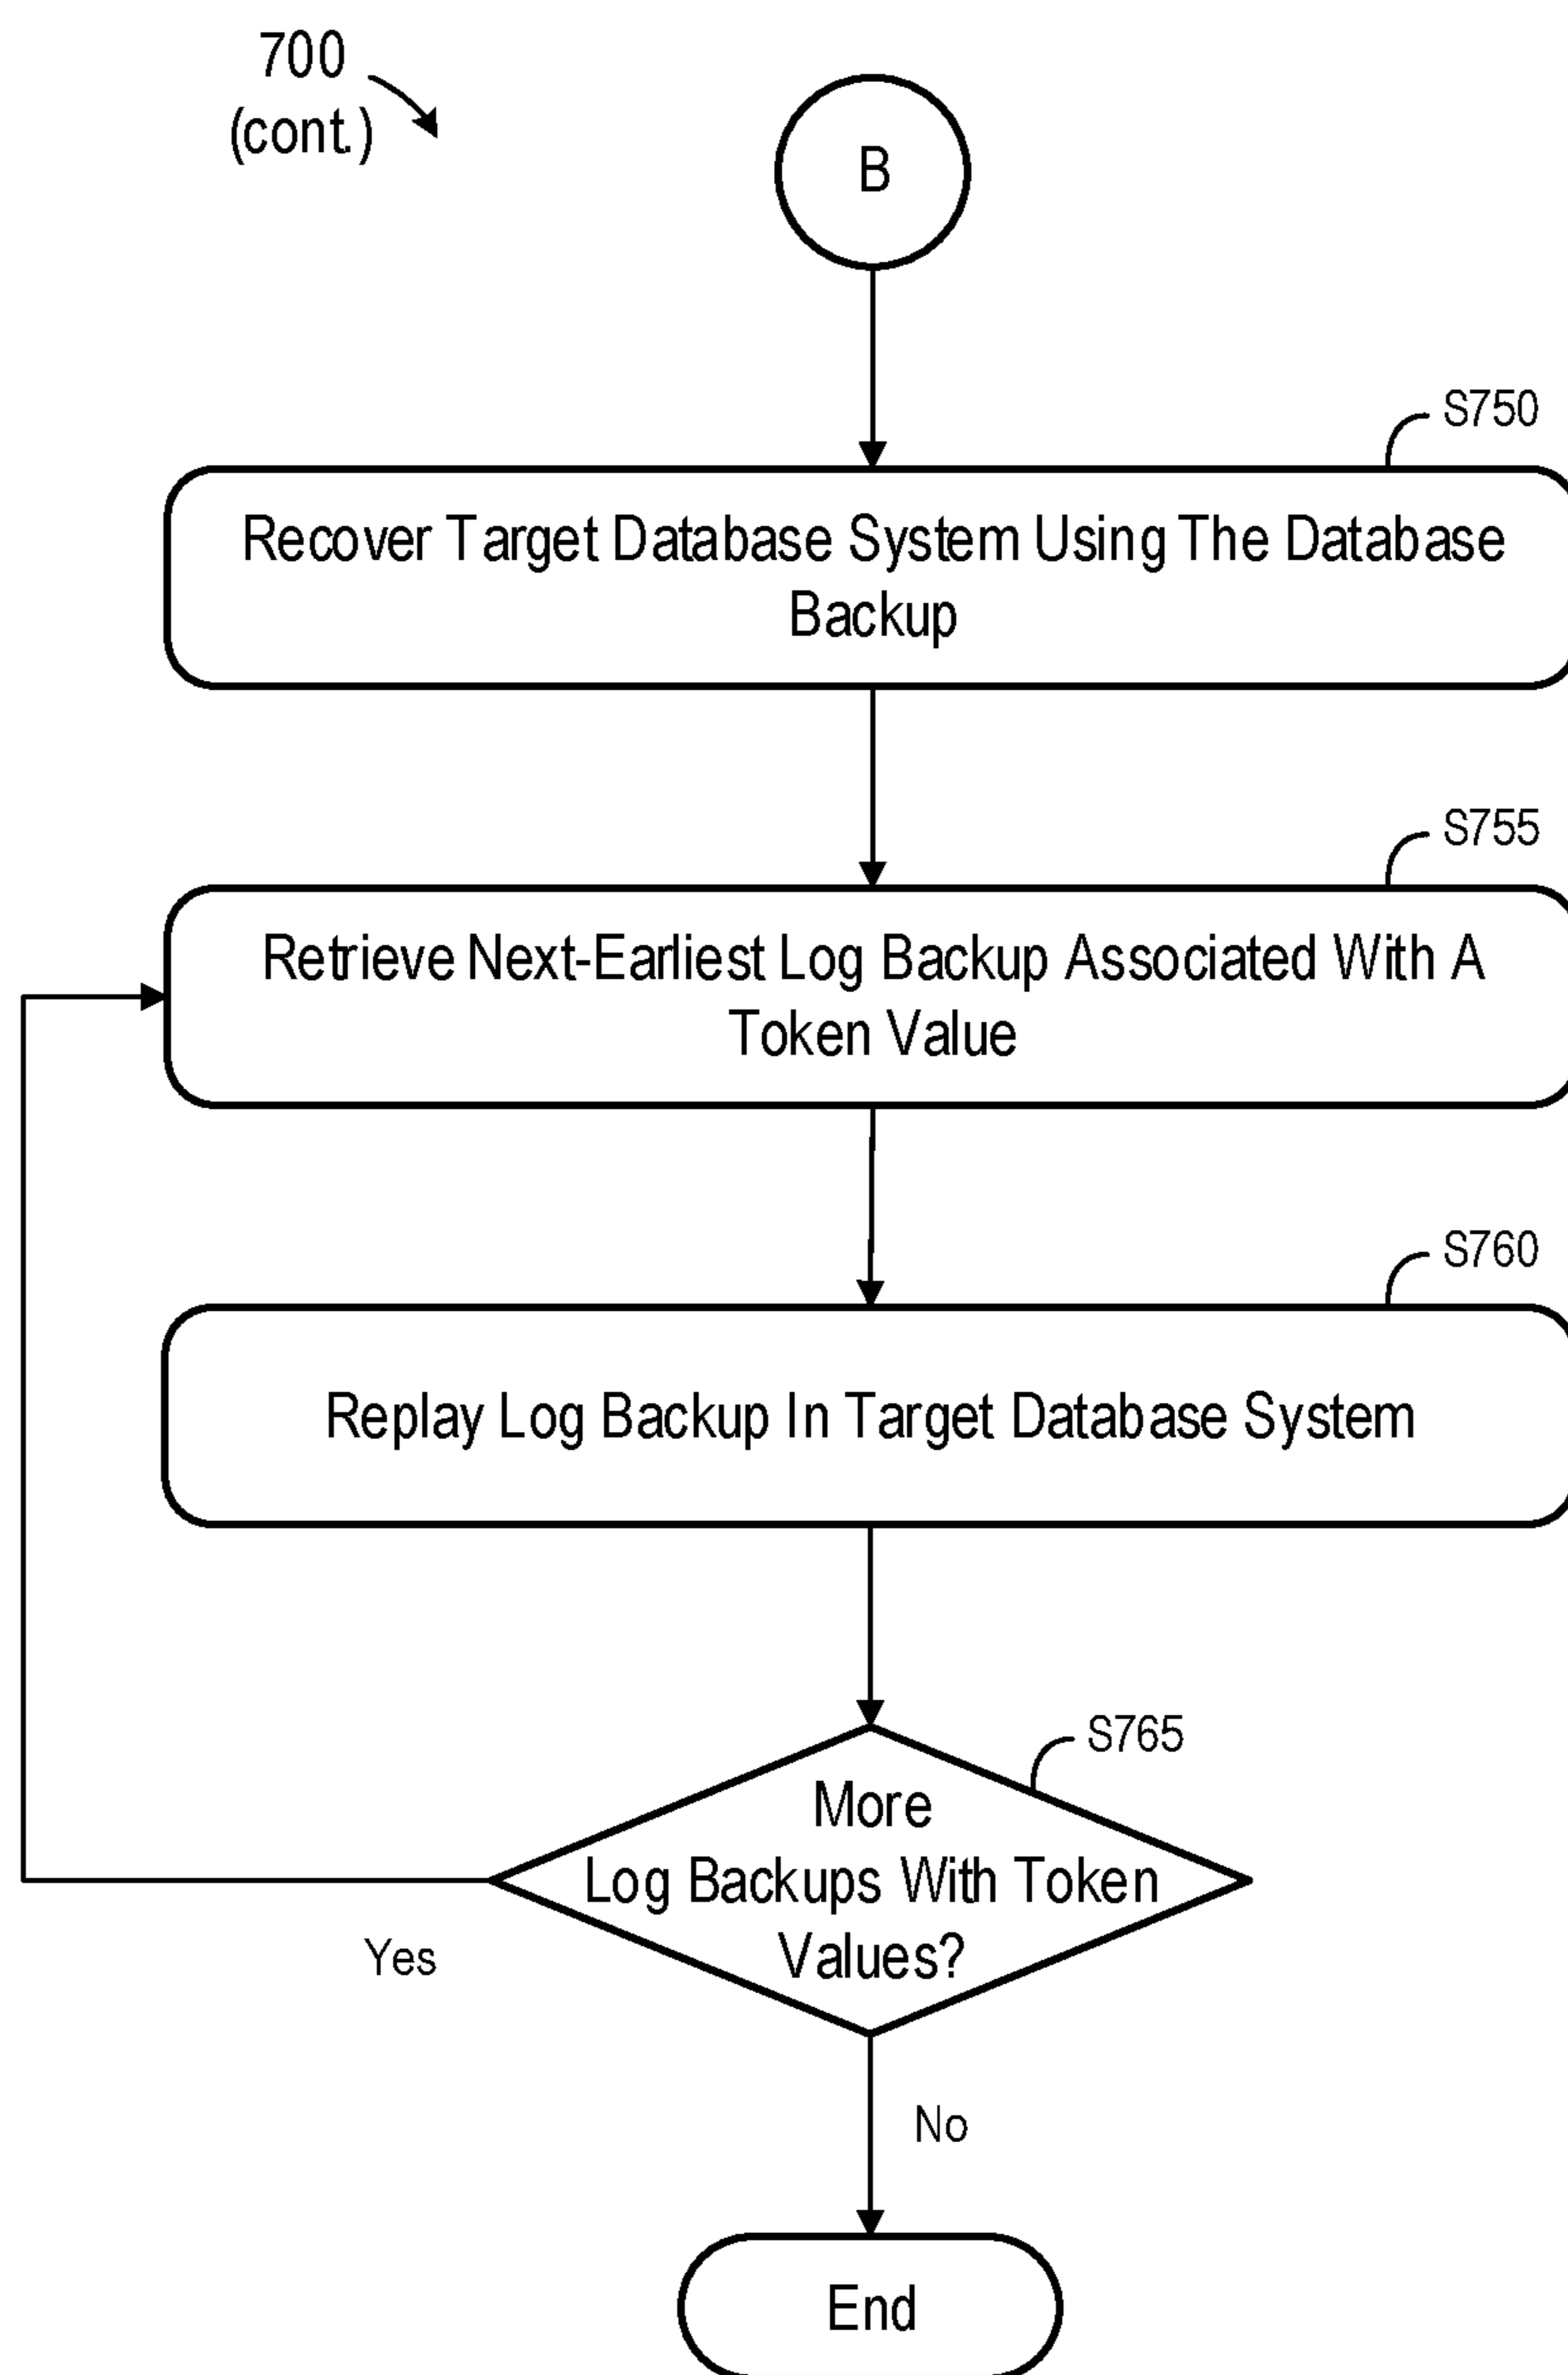 700
(cont.)
B
S750
Recover Target Database System Using The Database
Backup
S755
Retrieve Next-Earliest Log Backup Associated With A
Token Value
S760
Replay Log Backup In Target Database System
S765
More
Log Backups With Token
Values?
Yes
No
End